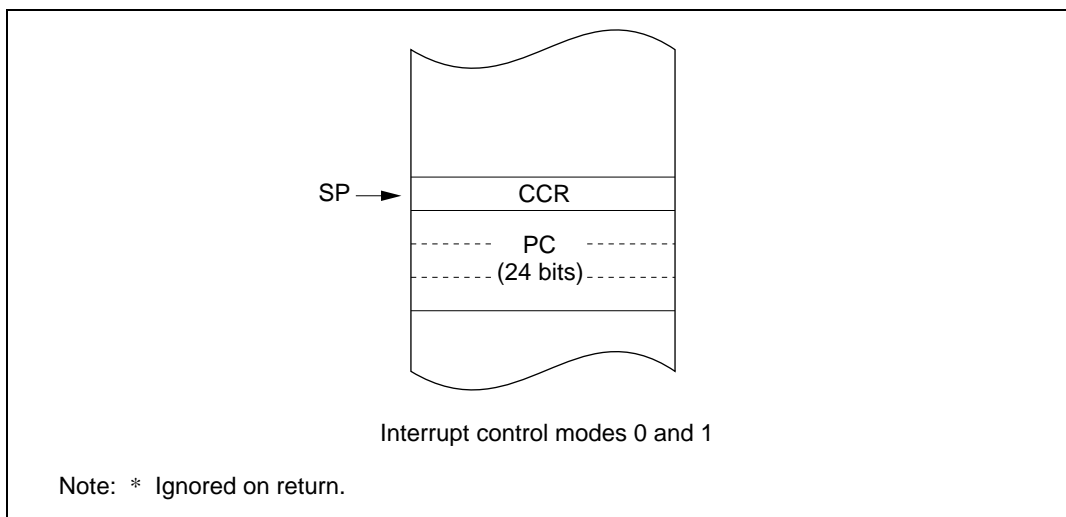 SP
CCR
PC
(24 bits)
Interrupt control modes 0 and 1
Note: * Ignored on return.